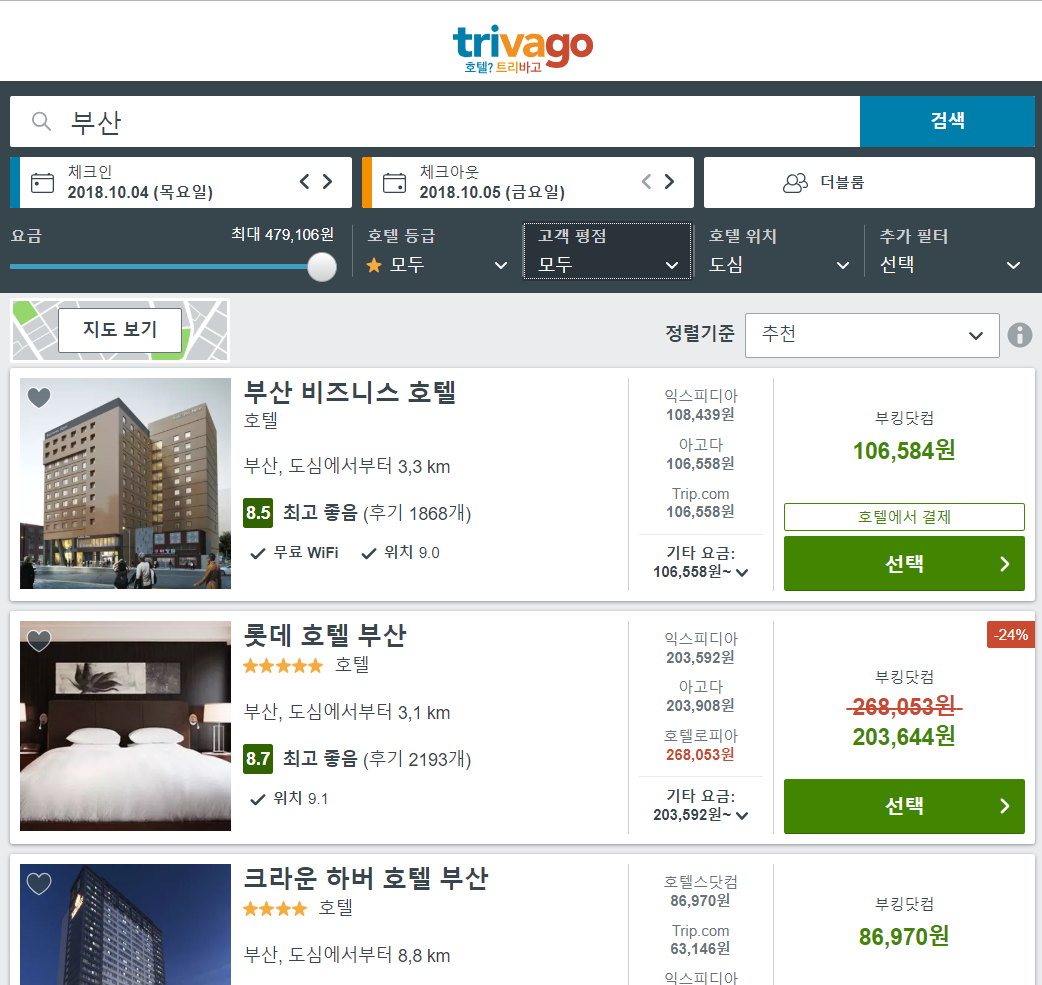 trivago
호텔? 트리바고
부산
검색
체크인
2018.10.04 (목요일)
체크아웃
2018.10.05 (금요일)
더블룸
요금
최대 479,106원
호텔 등급
모두
고객 평점
모두
호텔 위치
도심
추가 필터
선택
지도 보기
정렬기준
추천
부산 비즈니스 호텔
호텔
부산, 도심에서부터 3,3 km
8.5 최고 좋음 (후기 1868개)
무료 WiFi 위치 9.0
익스피디아
108,439원
아고다
106,558원
Trip.com
106,558원
기타 요금:
106,558원~
부킹닷컴
106,584원
호텔에서 결제
선택
롯데 호텔 부산
호텔
부산, 도심에서부터 3,1 km
8.7 최고 좋음 (후기 2193개)
위치 9.1
익스피디아
203,592원
아고다
203,908원
호텔로피아
268,053원
기타 요금:
203,592원~
-24%
부킹닷컴
268,053원
203,644원
선택
크라운 하버 호텔 부산
호텔
부산, 도심에서부터 8,8 km
호텔스닷컴
86,970원
Trip.com
63,146원
익스피디아
부킹닷컴
86,970원